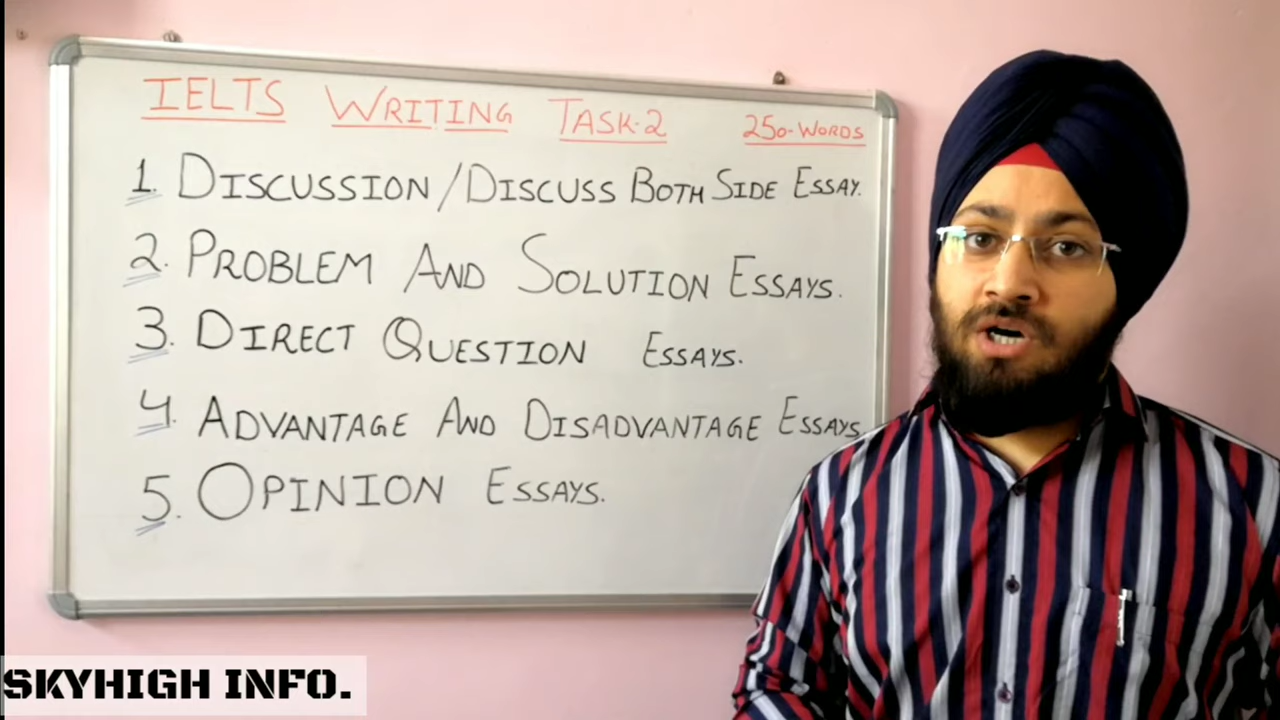 IELTS WRITING TASK-2 250-WORDS
1. DISCUSSION/DISCUSS BOTH SIDE ESSAY.
2. PROBLEM AND SOLUTION ESSAYS.
3. DIRECT QUESTION ESSAYS.
4. ADVANTAGE AND DISADVANTAGE ESSAYS
5. OPINION ESSAYS.
SKYHIGH INFO.